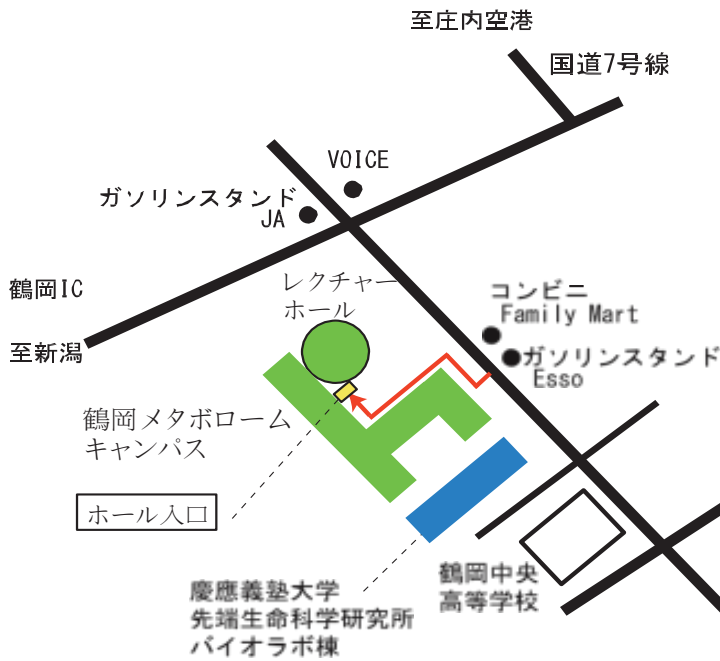 至庄内空港
国道7号線
VOICE
ガソリンスタンド
JA
鶴岡IC
至新潟
レクチャー
ホール
コンビニ
Family Mart
ガソリンスタンド
Esso
鶴岡メタボローム
キャンパス
ホール入口
鶴岡中央
高等学校
慶應義塾大学
先端生命科学研究所
バイオラボ棟